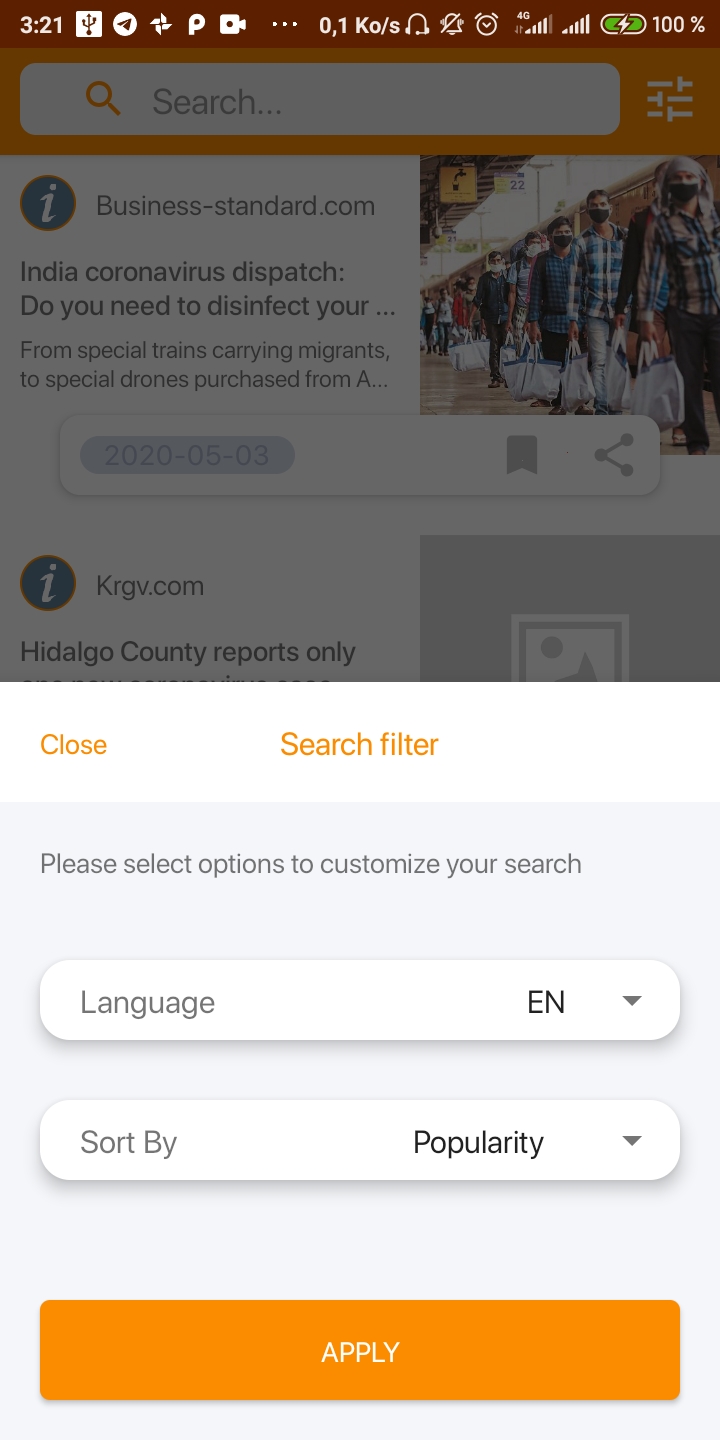 3:21 0,1 Ko/s 4G 100 %
Search...
Business-standard.com
India coronavirus dispatch:
Do you need to disinfect your ...
From special trains carrying migrants,
to special drones purchased from A...
22
2020-05-03
Krgv.com
Hidalgo County reports only
Close
Search filter
Please select options to customize your search
Language EN
Sort By Popularity
APPLY